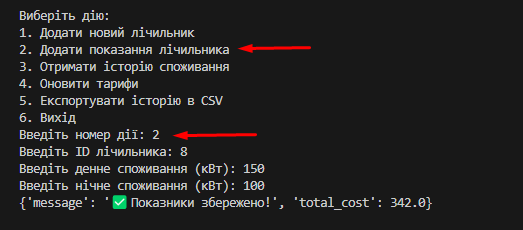 Виберіть дію:
1. Додати новий лічильник
2. Додати показання лічильника
3. Отримати історію споживання
4. Оновити тарифи
5. Експортувати історію в CSV
6. Вихід
Введіть номер дії: 2
Введіть ID лічильника: 8
Введіть денне споживання (кВт): 150
Введіть нічне споживання (кВт): 100
{'message': '✅ Показники збережено!', 'total_cost': 342.0}